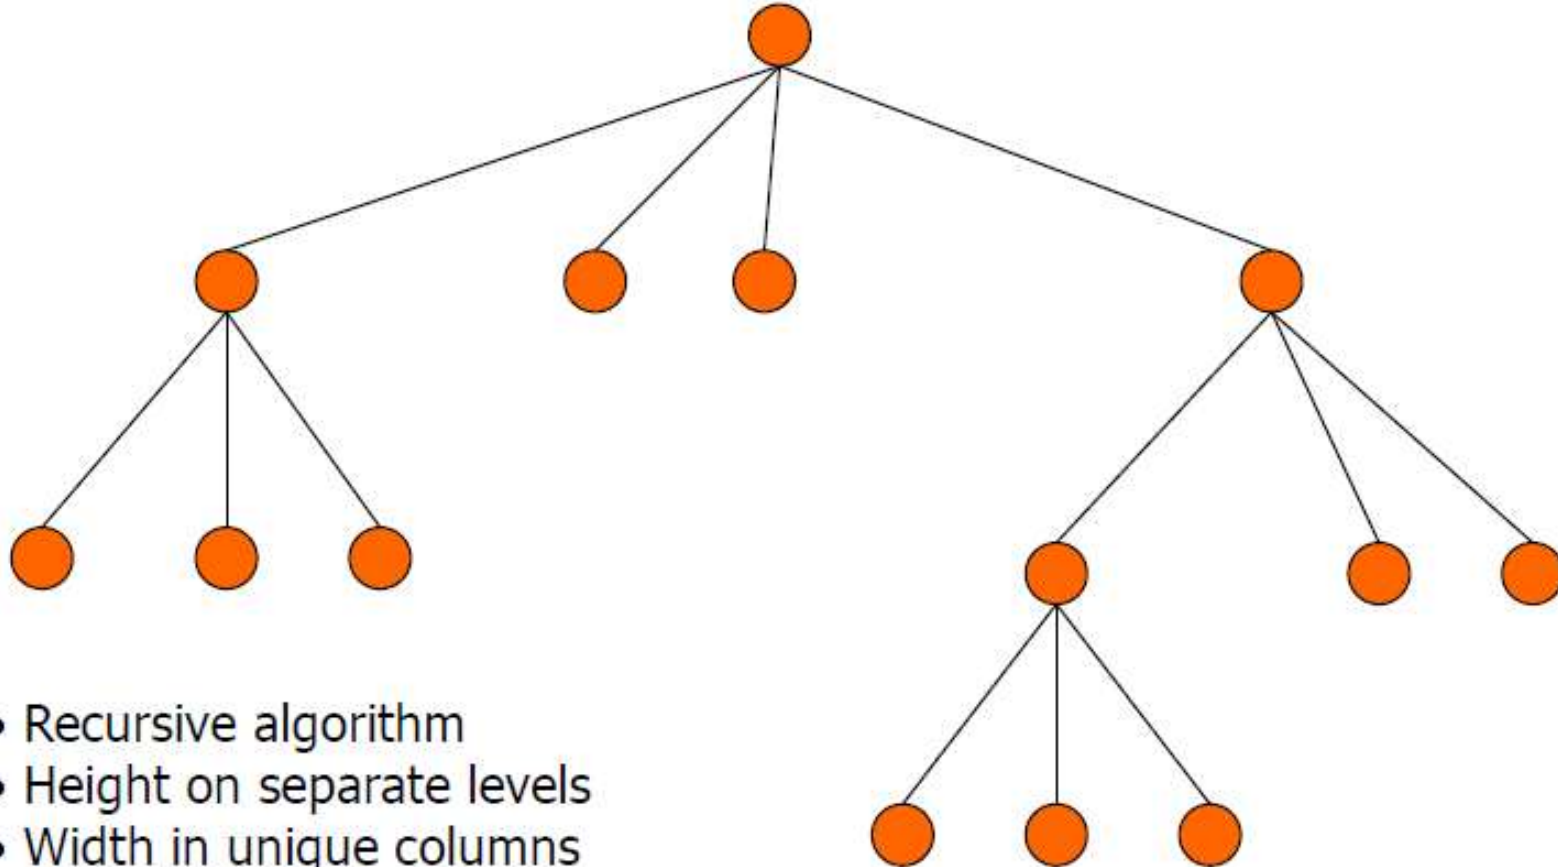 • Recursive algorithm
• Height on separate levels
• Width in unique columns